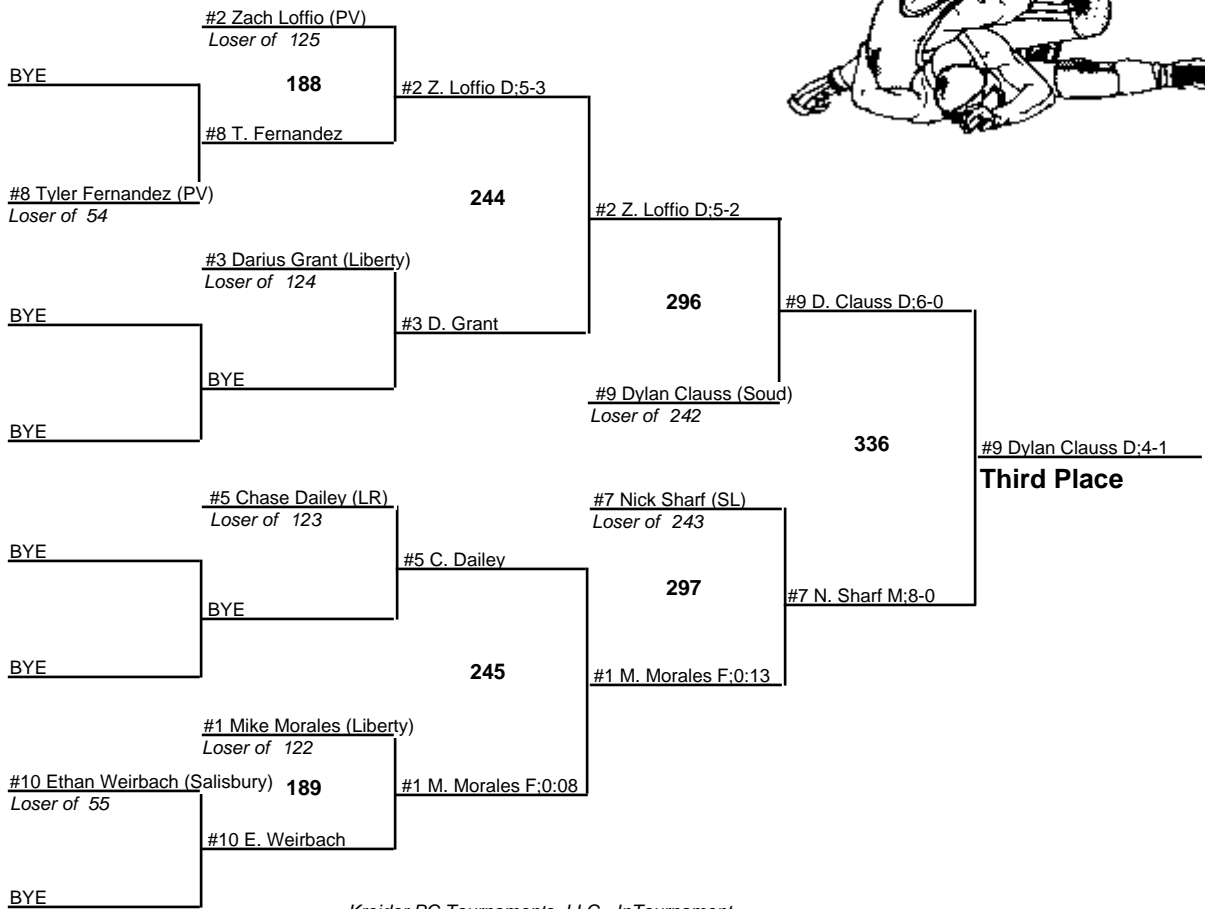 #2 Zach Loffio (PV)
Loser of 125
BYE
188
#2 Z. Loffio D;5-3
#8 T. Fernandez
#8 Tyler Fernandez (PV)
Loser of 54
244
#2 Z. Loffio D;5-2
#3 Darius Grant (Liberty)
Loser of 124
BYE
#3 D. Grant
296
#9 D. Clauss D;6-0
BYE
#9 Dylan Clauss (Soud)
Loser of 242
BYE
336
#9 Dylan Clauss D;4-1
Third Place
#5 Chase Dailey (LR)
Loser of 123
#7 Nick Sharf (SL)
Loser of 243
BYE
#5 C. Dailey
297
#7 N. Sharf M;8-0
BYE
BYE
245
#1 M. Morales F;0:13
#1 Mike Morales (Liberty)
Loser of 122
#10 Ethan Weirbach (Salisbury)
Loser of 55
189
#1 M. Morales F;0:08
#10 E. Weirbach
BYE
Kreider PC Tournaments, LLC - InTournament